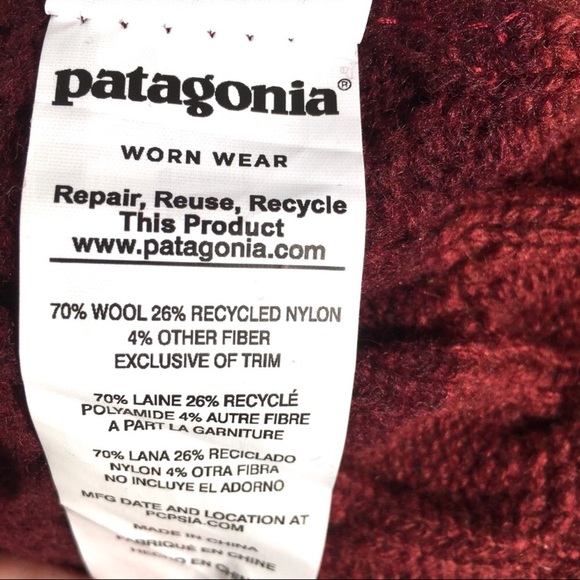 patagonia®
WORN WEAR
Repair, Reuse, Recycle
This Product
www.patagonia.com
70% WOOL 26% RECYCLED NYLON
4% OTHER FIBER
EXCLUSIVE OF TRIM
70% LAINE 26% RECYCLÉ
POLYAMIDE 4% AUTRE FIBRE
A PART LA GARNITURE
70% LANA 26% RECICLADO
NYLON 4% OTRA FIBRA
NO INCLUYE EL ADORNO
MFG DATE AND LOCATION AT
PCPSIA.COM
MADE IN CHINA
FABRIQUÉ EN CHINE
HECHO EN